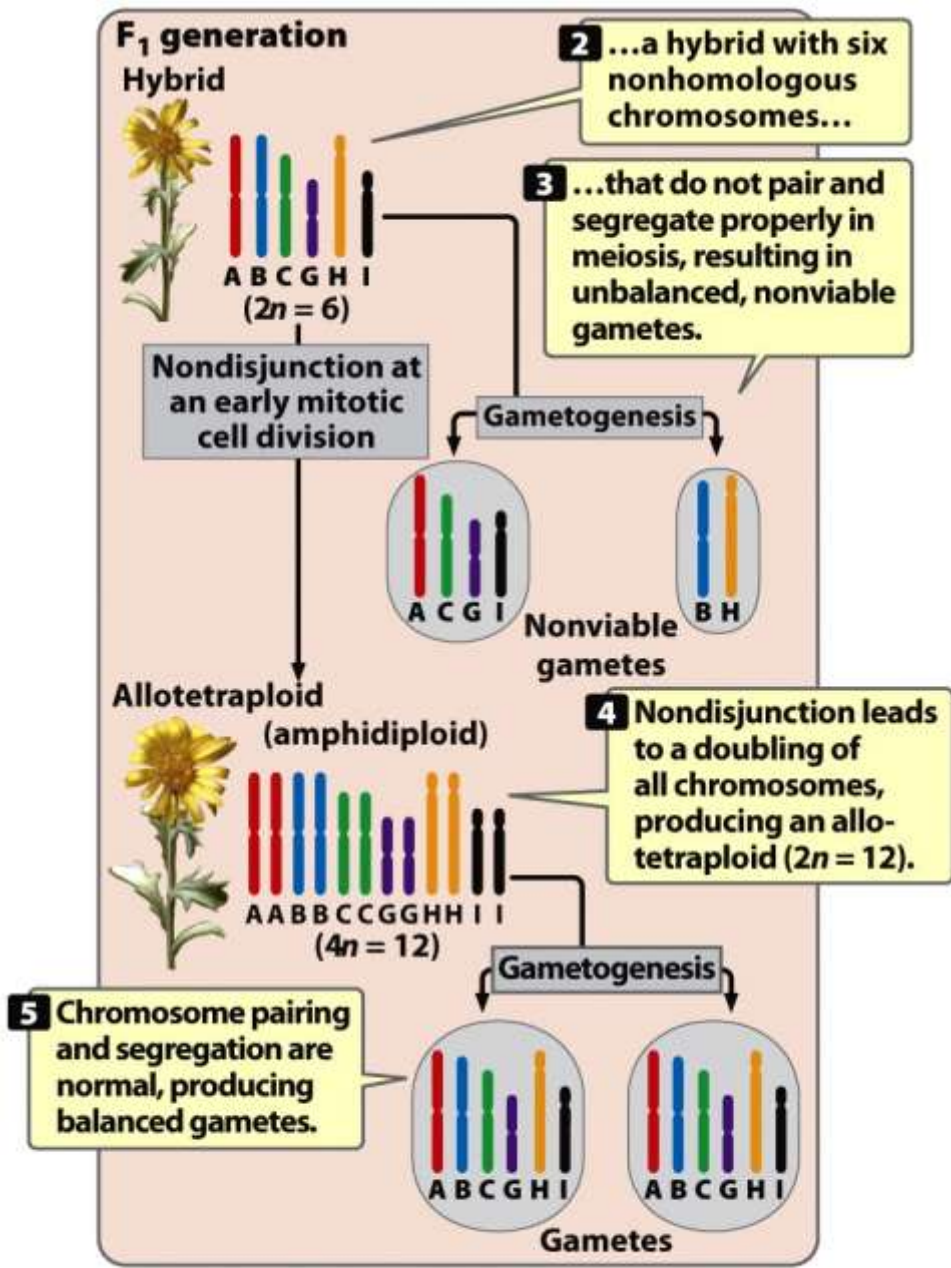 F₁ generation
Hybrid
2 …a hybrid with six
nonhomologous
chromosomes…
3 …that do not pair and
segregate properly in
meiosis, resulting in
unbalanced, nonviable
gametes.
A B C G H I
(2n = 6)
Nondisjunction at
an early mitotic
cell division
Gametogenesis
A C G I
B H
Nonviable
gametes
Allotetraploid
(amphidiploid)
4 Nondisjunction leads
to a doubling of
all chromosomes,
producing an allo-
tetraploid (2n = 12).
A A B B C C G G H H I I
(4n = 12)
Gametogenesis
5 Chromosome pairing
and segregation are
normal, producing
balanced gametes.
A B C G H I
A B C G H I
Gametes